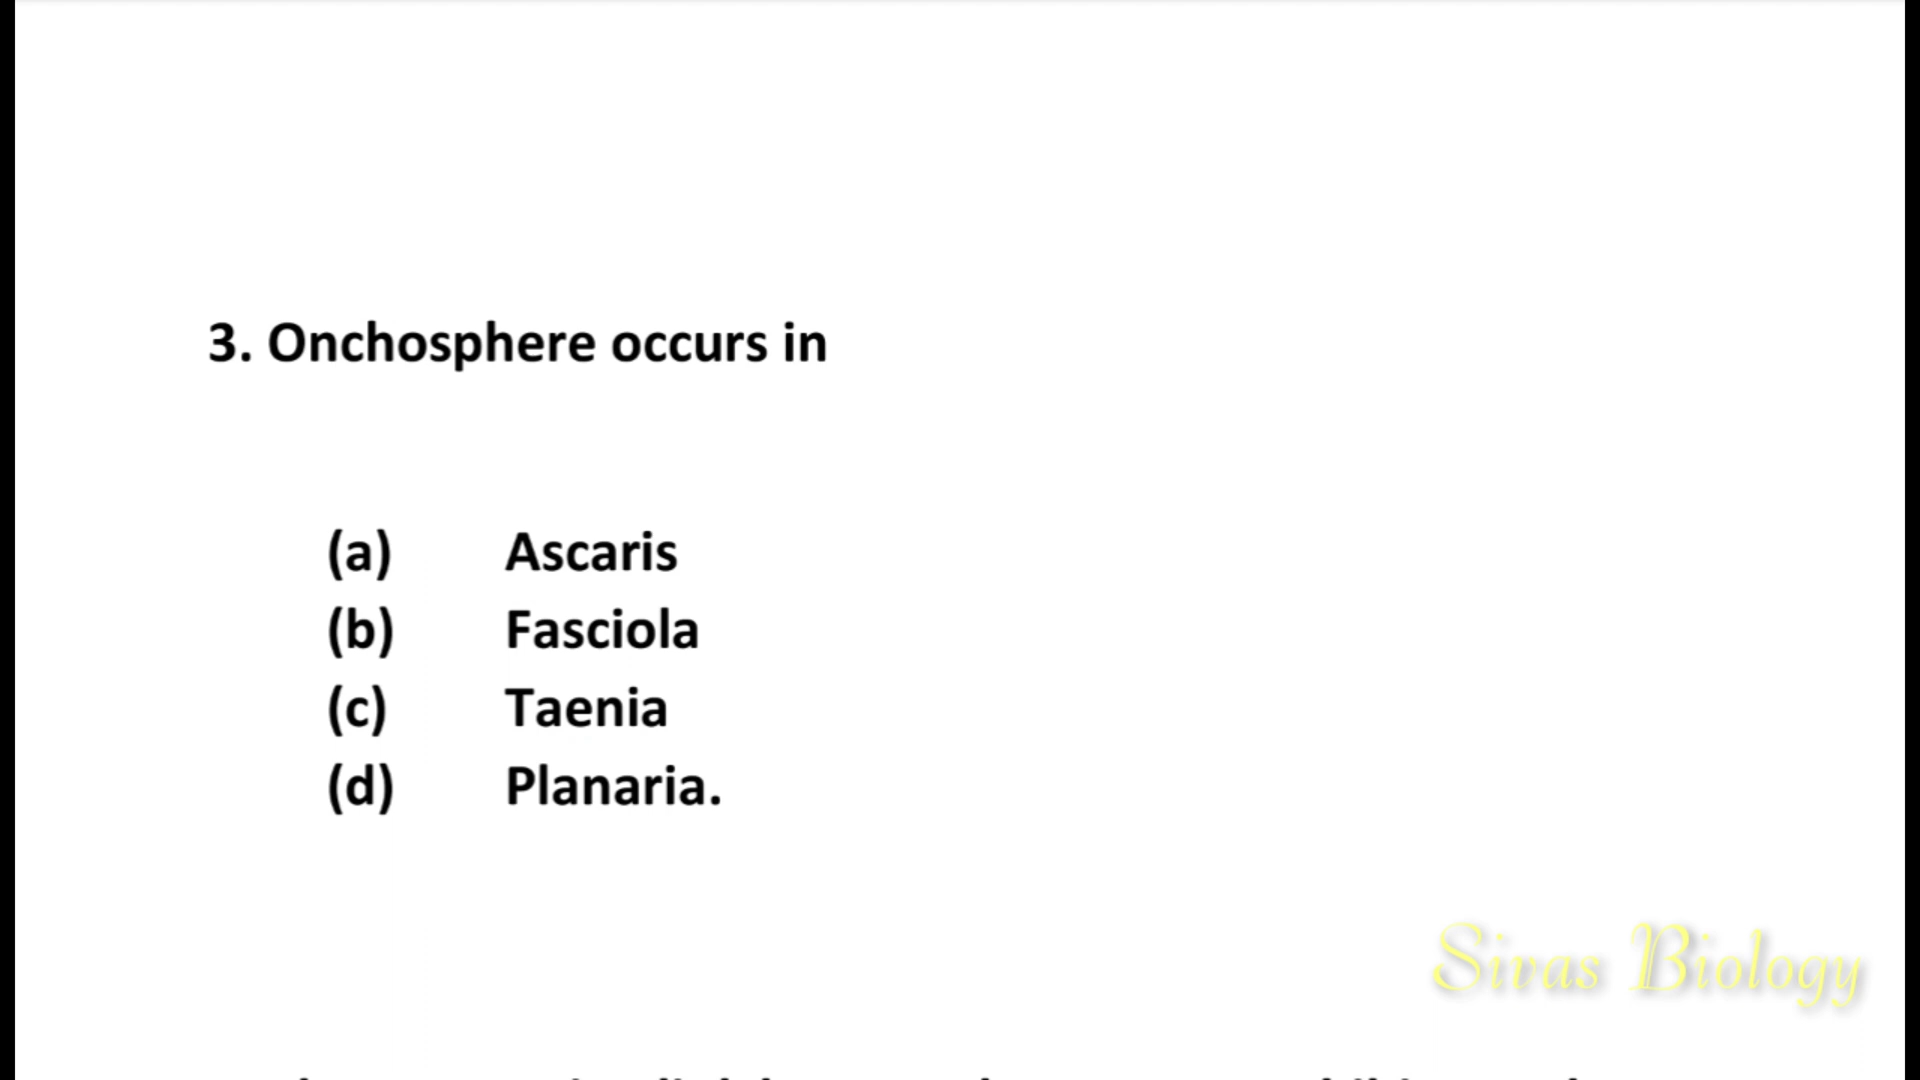 3. Onchosphere occurs in
(a) Ascaris
(b) Fasciola
(c) Taenia
(d) Planaria.
Sivas Biology